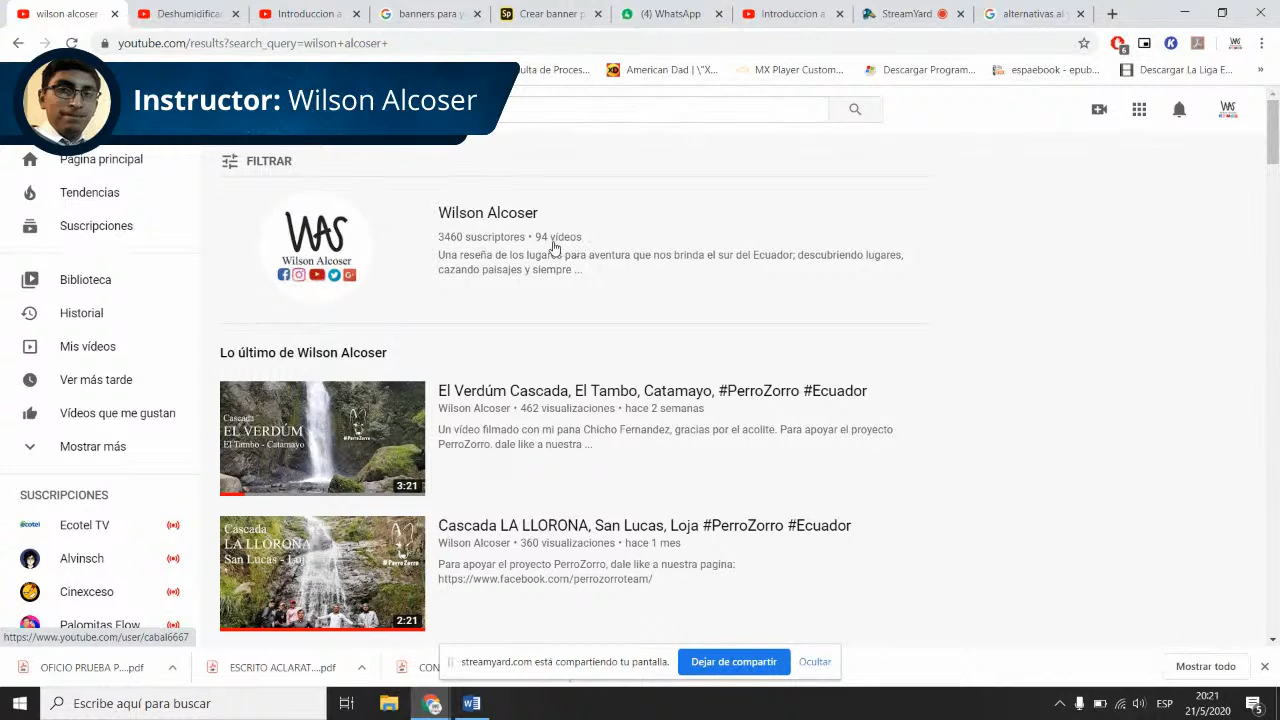 wilson alcoser
Deshumidificar
Introducción a
banner para
Crear banner p
(4) WhatsApp
Introduccion a
StreamYard
alternativas al
youtube.com/results?search_query=wilson+alcoser+
6
Instructor: Wilson Alcoser
ulta de Proces...
American Dad | \"X...
MX Player Custom...
Descargar Program...
espaebook - epub...
Descargar La Liga E...
»
WAS
Página principal
FILTRAR
Tendencias
Suscripciones
Biblioteca
Historial
Mis vídeos
Ver más tarde
Vídeos que me gustan
Mostrar más
SUSCRIPCIONES
Ecotel TV
Alvinsch
Cinexceso
Palomitas Flow
WAS
Wilson Alcoser
Wilson Alcoser
3460 suscriptores • 94 vídeos
Una reseña de los lugares para aventura que nos brinda el sur del Ecuador; descubriendo lugares,
cazando paisajes y siempre ...
Lo último de Wilson Alcoser
Cascada
EL VERDÚM
El Tambo - Catamayo
#PerroZorro
3:21
El Verdúm Cascada, El Tambo, Catamayo, #PerroZorro #Ecuador
Wilson Alcoser • 462 visualizaciones • hace 2 semanas
Un vídeo filmado con mi pana Chicho Fernandez, gracias por el acolite. Para apoyar el proyecto
PerroZorro. dale like a nuestra ...
Cascada
LA LLORONA
San Lucas - Loja
#PerroZorro
2:21
Cascada LA LLORONA, San Lucas, Loja #PerroZorro #Ecuador
Wilson Alcoser • 360 visualizaciones • hace 1 mes
Para apoyar el proyecto PerroZorro, dale like a nuestra pagina:
https://www.facebook.com/perrozorroteam/
https://www.youtube.com/user/cabal6667
OFICIO PRUEBA P....pdf
ESCRITO ACLARAT....pdf
CON
streamyard.com está compartiendo tu pantalla.
Dejar de compartir
Ocultar
Mostrar todo
Escribe aquí para buscar
ESP
20:21
21/5/2020
5